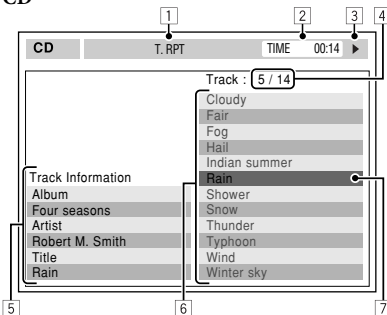 CD
1 2 3 4
CD T. RPT TIME 00:14
Track : 5 / 14
Cloudy
Fair
Fog
Hail
Indian summer
Rain
Shower
Snow
Thunder
Typhoon
Wind
Winter sky
Track Information
Album
Four seasons
Artist
Robert M. Smith
Title
Rain
5 6 7